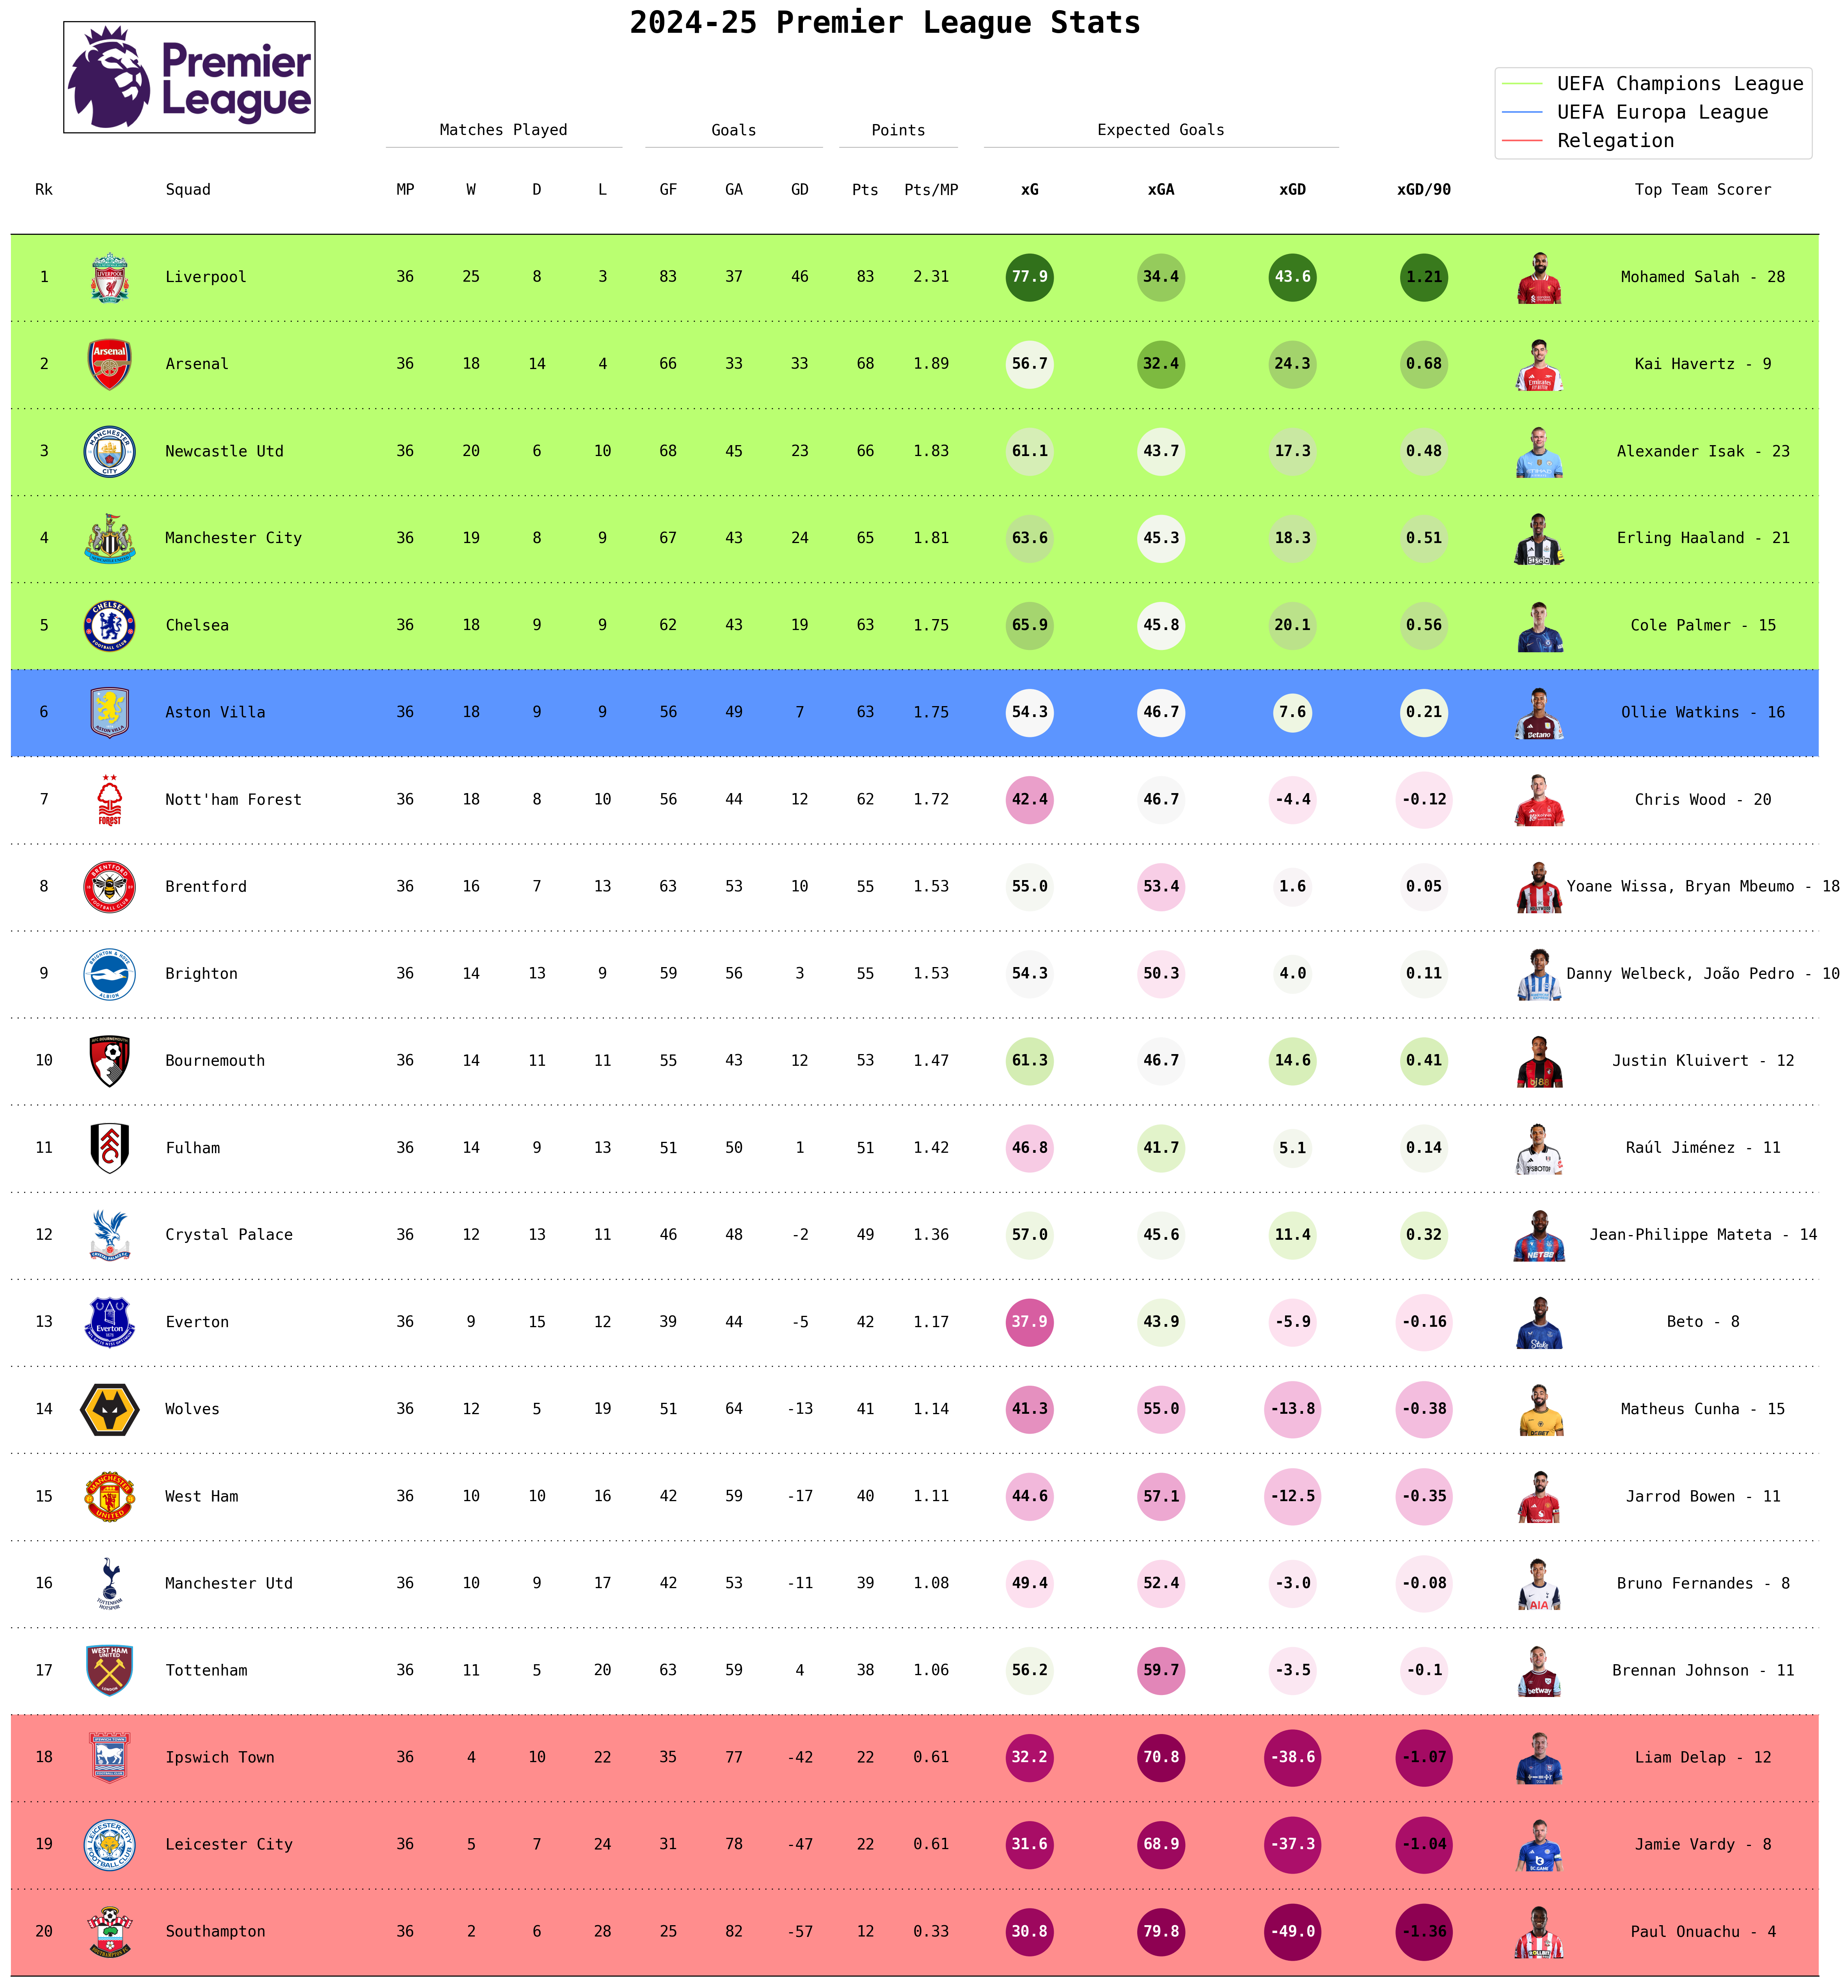 2024-25 Premier League Stats
Premier
League
UEFA Champions League
UEFA Europa League
Relegation
Matches Played Goals Points Expected Goals
Rk Squad MP W D L GF GA GD Pts Pts/MP xG xGA xGD xGD/90 Top Team Scorer
1 Liverpool 36 25 8 3 83 37 46 83 2.31 77.9 34.4 43.6 1.21 Mohamed Salah - 28
2 Arsenal 36 18 14 4 66 33 33 68 1.89 56.7 32.4 24.3 0.68 Kai Havertz - 9
3 Newcastle Utd 36 20 6 10 68 45 23 66 1.83 61.1 43.7 17.3 0.48 Alexander Isak - 23
4 Manchester City 36 19 8 9 67 43 24 65 1.81 63.6 45.3 18.3 0.51 Erling Haaland - 21
5 Chelsea 36 18 9 9 62 43 19 63 1.75 65.9 45.8 20.1 0.56 Cole Palmer - 15
6 Aston Villa 36 18 9 9 56 49 7 63 1.75 54.3 46.7 7.6 0.21 Ollie Watkins - 16
7 Nott'ham Forest 36 18 8 10 56 44 12 62 1.72 42.4 46.7 -4.4 -0.12 Chris Wood - 20
8 Brentford 36 16 7 13 63 53 10 55 1.53 55.0 53.4 1.6 0.05 Yoane Wissa, Bryan Mbeumo - 18
9 Brighton 36 14 13 9 59 56 3 55 1.53 54.3 50.3 4.0 0.11 Danny Welbeck, João Pedro - 10
10 Bournemouth 36 14 11 11 55 43 12 53 1.47 61.3 46.7 14.6 0.41 Justin Kluivert - 12
11 Fulham 36 14 9 13 51 50 1 51 1.42 46.8 41.7 5.1 0.14 Raúl Jiménez - 11
12 Crystal Palace 36 12 13 11 46 48 -2 49 1.36 57.0 45.6 11.4 0.32 Jean-Philippe Mateta - 14
13 Everton 36 9 15 12 39 44 -5 42 1.17 37.9 43.9 -5.9 -0.16 Beto - 8
14 Wolves 36 12 5 19 51 64 -13 41 1.14 41.3 55.0 -13.8 -0.38 Matheus Cunha - 15
15 West Ham 36 10 10 16 42 59 -17 40 1.11 44.6 57.1 -12.5 -0.35 Jarrod Bowen - 11
16 Manchester Utd 36 10 9 17 42 53 -11 39 1.08 49.4 52.4 -3.0 -0.08 Bruno Fernandes - 8
17 Tottenham 36 11 5 20 63 59 4 38 1.06 56.2 59.7 -3.5 -0.1 Brennan Johnson - 11
18 Ipswich Town 36 4 10 22 35 77 -42 22 0.61 32.2 70.8 -38.6 -1.07 Liam Delap - 12
19 Leicester City 36 5 7 24 31 78 -47 22 0.61 31.6 68.9 -37.3 -1.04 Jamie Vardy - 8
20 Southampton 36 2 6 28 25 82 -57 12 0.33 30.8 79.8 -49.0 -1.36 Paul Onuachu - 4